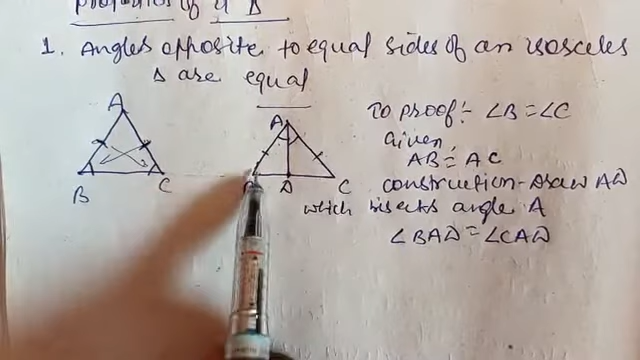 properties of a Δ
1. Angles opposite to equal sides of an isosceles
Δ are equal
A
B
C
A
D
C
To proof:- ∠B = ∠C
Given,
AB = AC
construction - Draw AD
which bisects angle A
∠BAD = ∠CAD